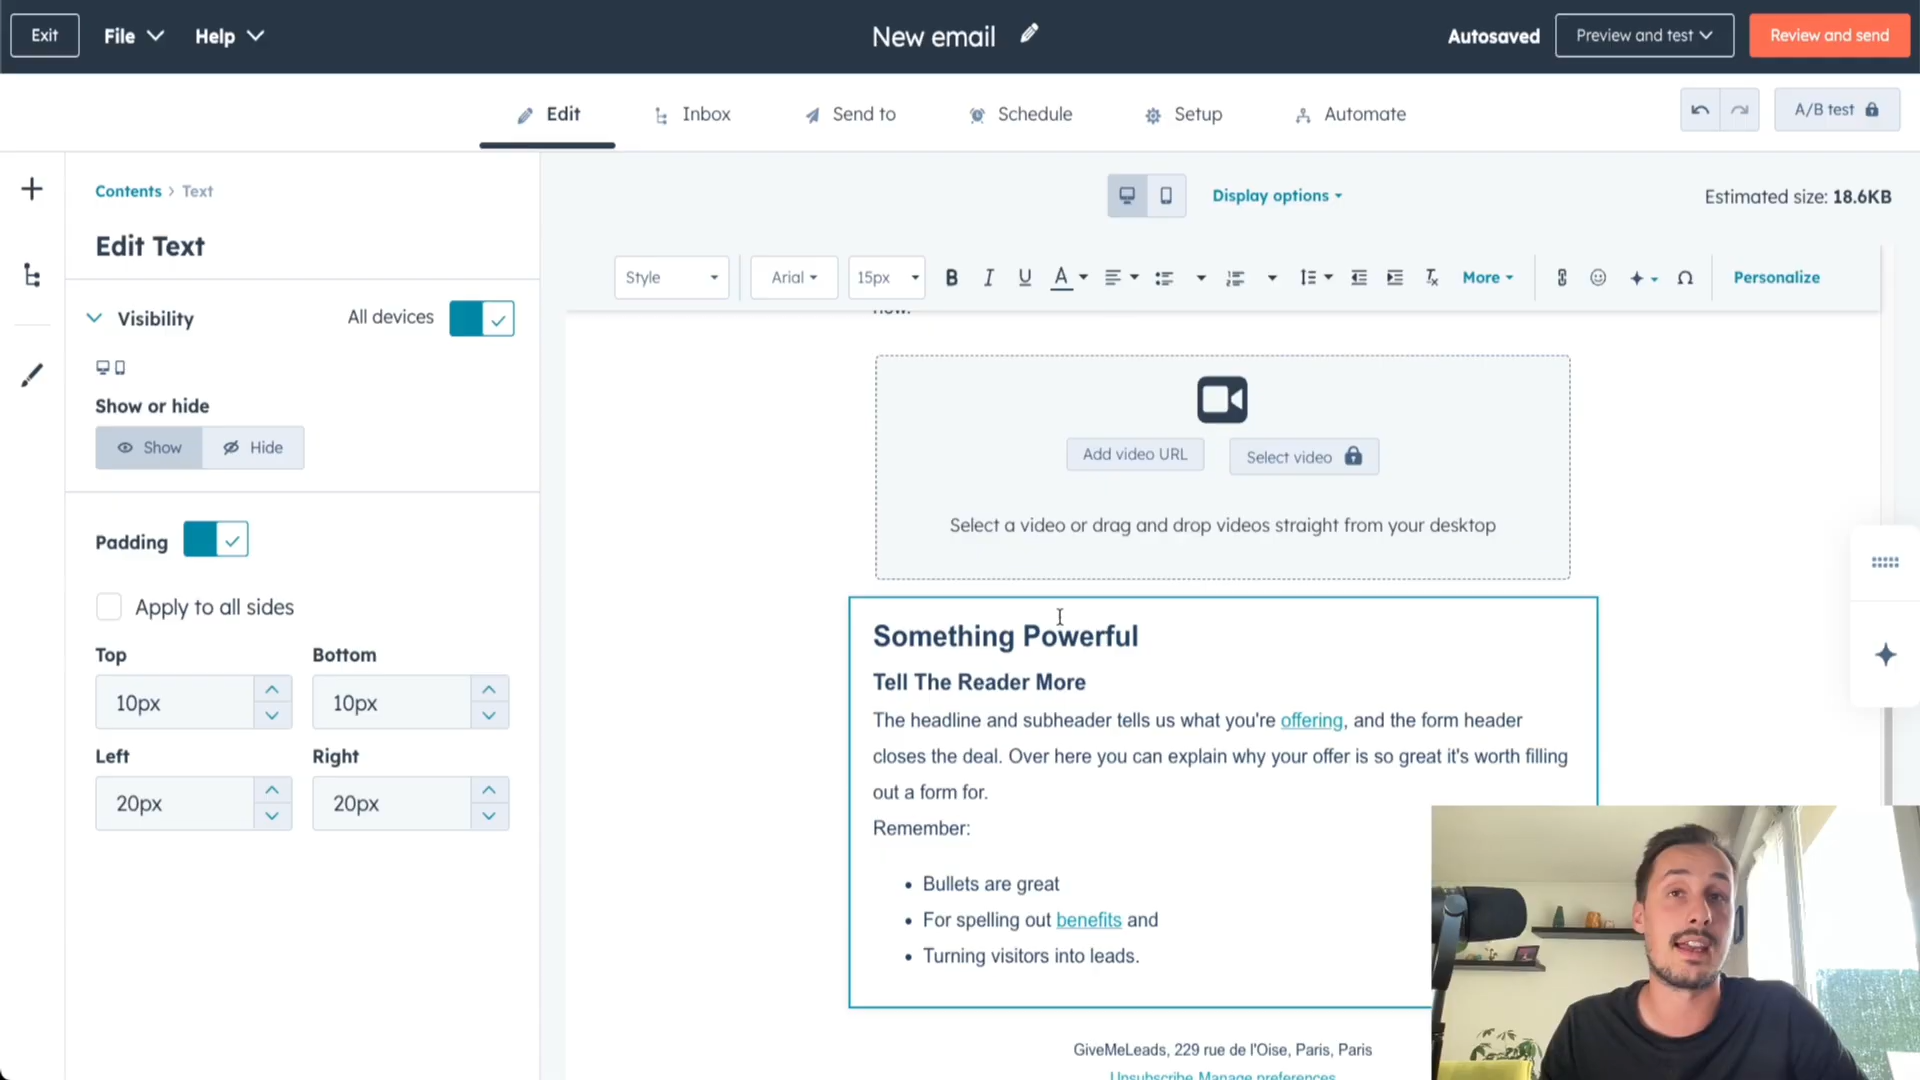 Exit
File
Help
New email
Autosaved
Preview and test
Review and send
Edit
Inbox
Send to
Schedule
Setup
Automate
A/B test
Contents > Text
Display options
Estimated size: 18.6KB
Edit Text
Style
Arial
15px
B
I
U
A
More
Ω
Personalize
Visibility
All devices
now.
Show or hide
Show
Hide
Add video URL
Select video
Select a video or drag and drop videos straight from your desktop
Padding
Apply to all sides
Top
Bottom
10px
10px
Left
Right
20px
20px
Something Powerful
Tell The Reader More
The headline and subheader tells us what you're offering, and the form header
closes the deal. Over here you can explain why your offer is so great it's worth filling
out a form for.
Remember:
• Bullets are great
• For spelling out benefits and
• Turning visitors into leads.
GiveMeLeads, 229 rue de l'Oise, Paris, Paris
Unsubscribe Manage preferences